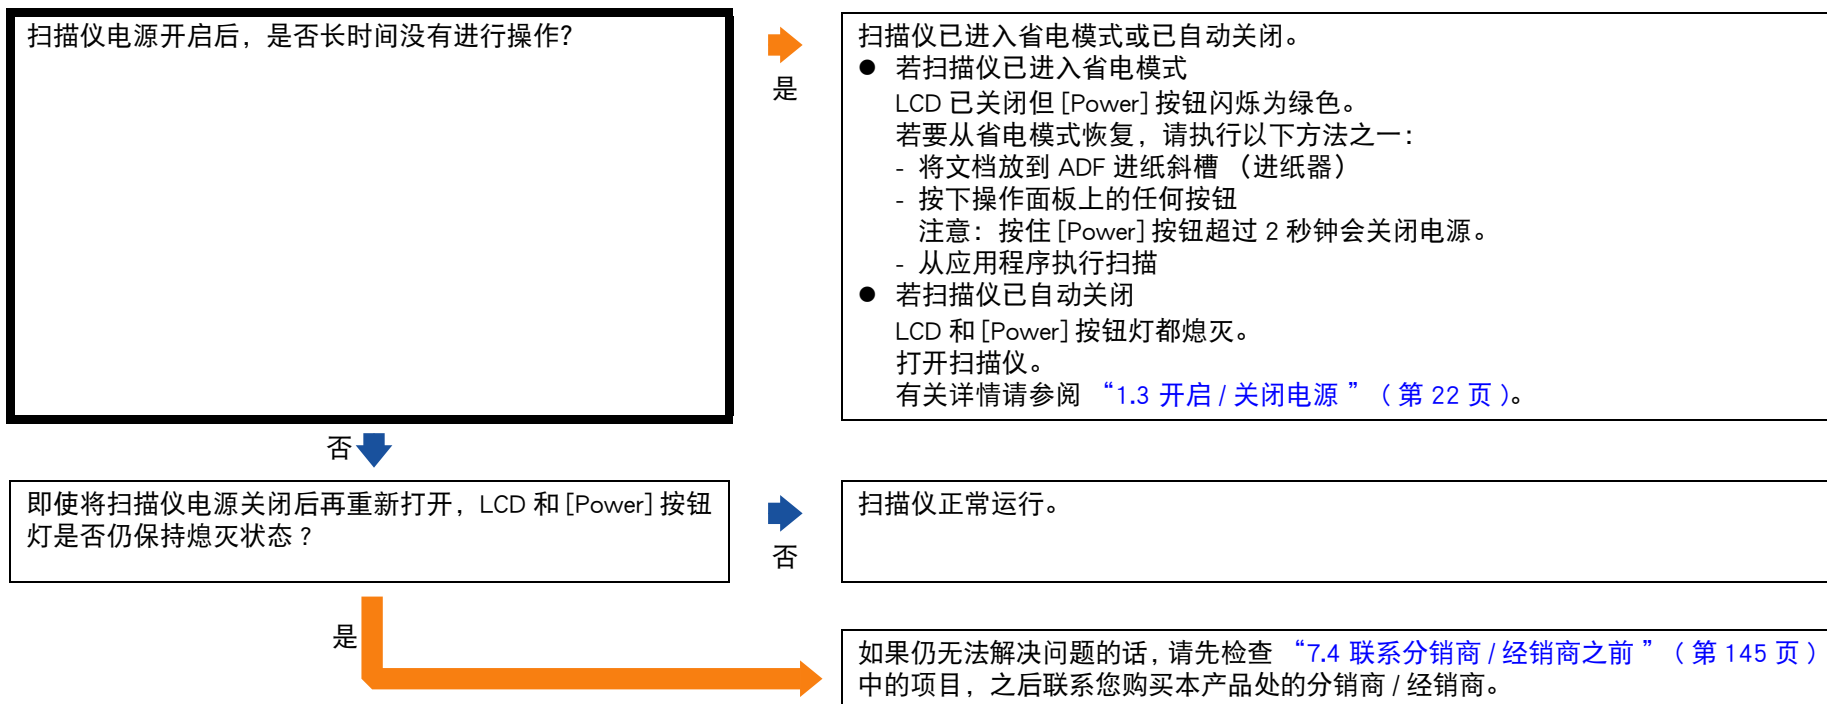 扫描仪电源开启后，是否长时间没有进行操作?
是
扫描仪已进入省电模式或已自动关闭。
● 若扫描仪已进入省电模式
LCD 已关闭但 [Power] 按钮闪烁为绿色。
若要从省电模式恢复，请执行以下方法之一：
- 将文档放到 ADF 进纸斜槽 （进纸器）
- 按下操作面板上的任何按钮
注意：按住 [Power] 按钮超过 2 秒钟会关闭电源。
- 从应用程序执行扫描
● 若扫描仪已自动关闭
LCD 和 [Power] 按钮灯都熄灭。
打开扫描仪。
有关详情请参阅 “1.3 开启 / 关闭电源 ” ( 第 22 页 )。
否
即使将扫描仪电源关闭后再重新打开，LCD 和 [Power] 按钮
灯是否仍保持熄灭状态 ?
否
扫描仪正常运行。
是
如果仍无法解决问题的话，请先检查 “7.4 联系分销商 / 经销商之前 ” ( 第 145 页 )
中的项目，之后联系您购买本产品处的分销商 / 经销商。